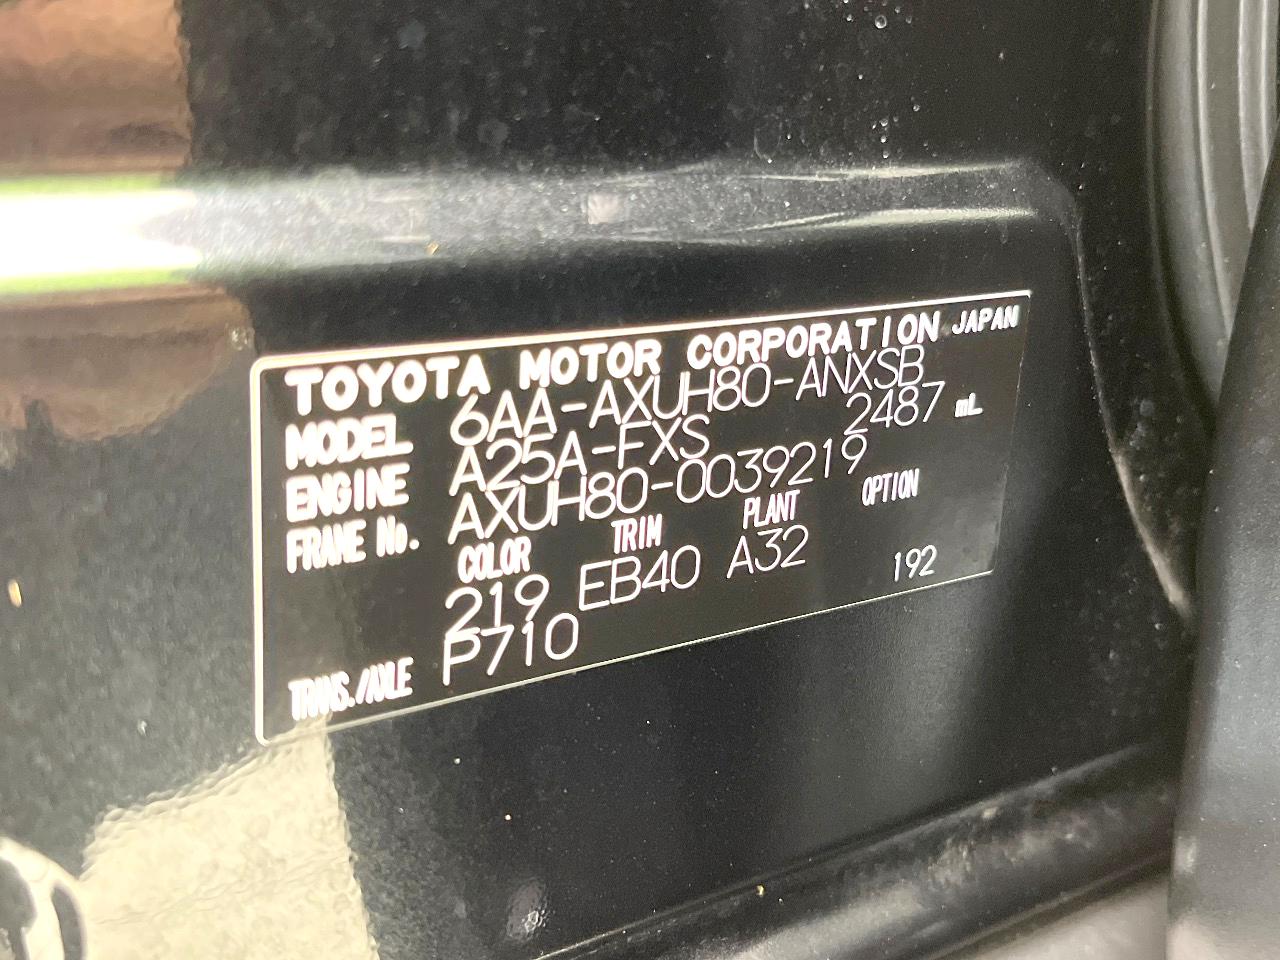 TOYOTA MOTOR CORPORATION JAPAN
MODEL 6AA-AXUH80-ANXSB
ENGINE A25A-FXS 2487 mL
FRAME No. AXUH80-0039219
COLOR TRIM PLANT OPTION
219 EB40 A32 192
TRANS./AXLE P710